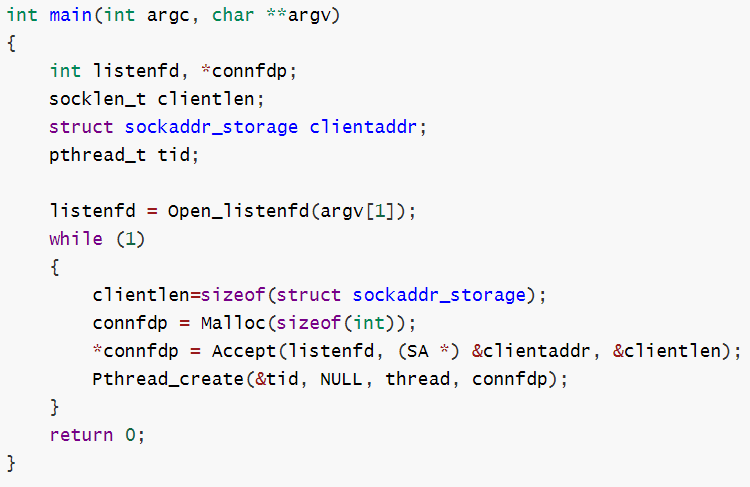 int main(int argc, char **argv)
{
    int listenfd, *connfdp;
    socklen_t clientlen;
    struct sockaddr_storage clientaddr;
    pthread_t tid;

    listenfd = Open_listenfd(argv[1]);
    while (1)
    {
        clientlen=sizeof(struct sockaddr_storage);
        connfdp = Malloc(sizeof(int));
        *connfdp = Accept(listenfd, (SA *) &clientaddr, &clientlen);
        Pthread_create(&tid, NULL, thread, connfdp);
    }
    return 0;
}